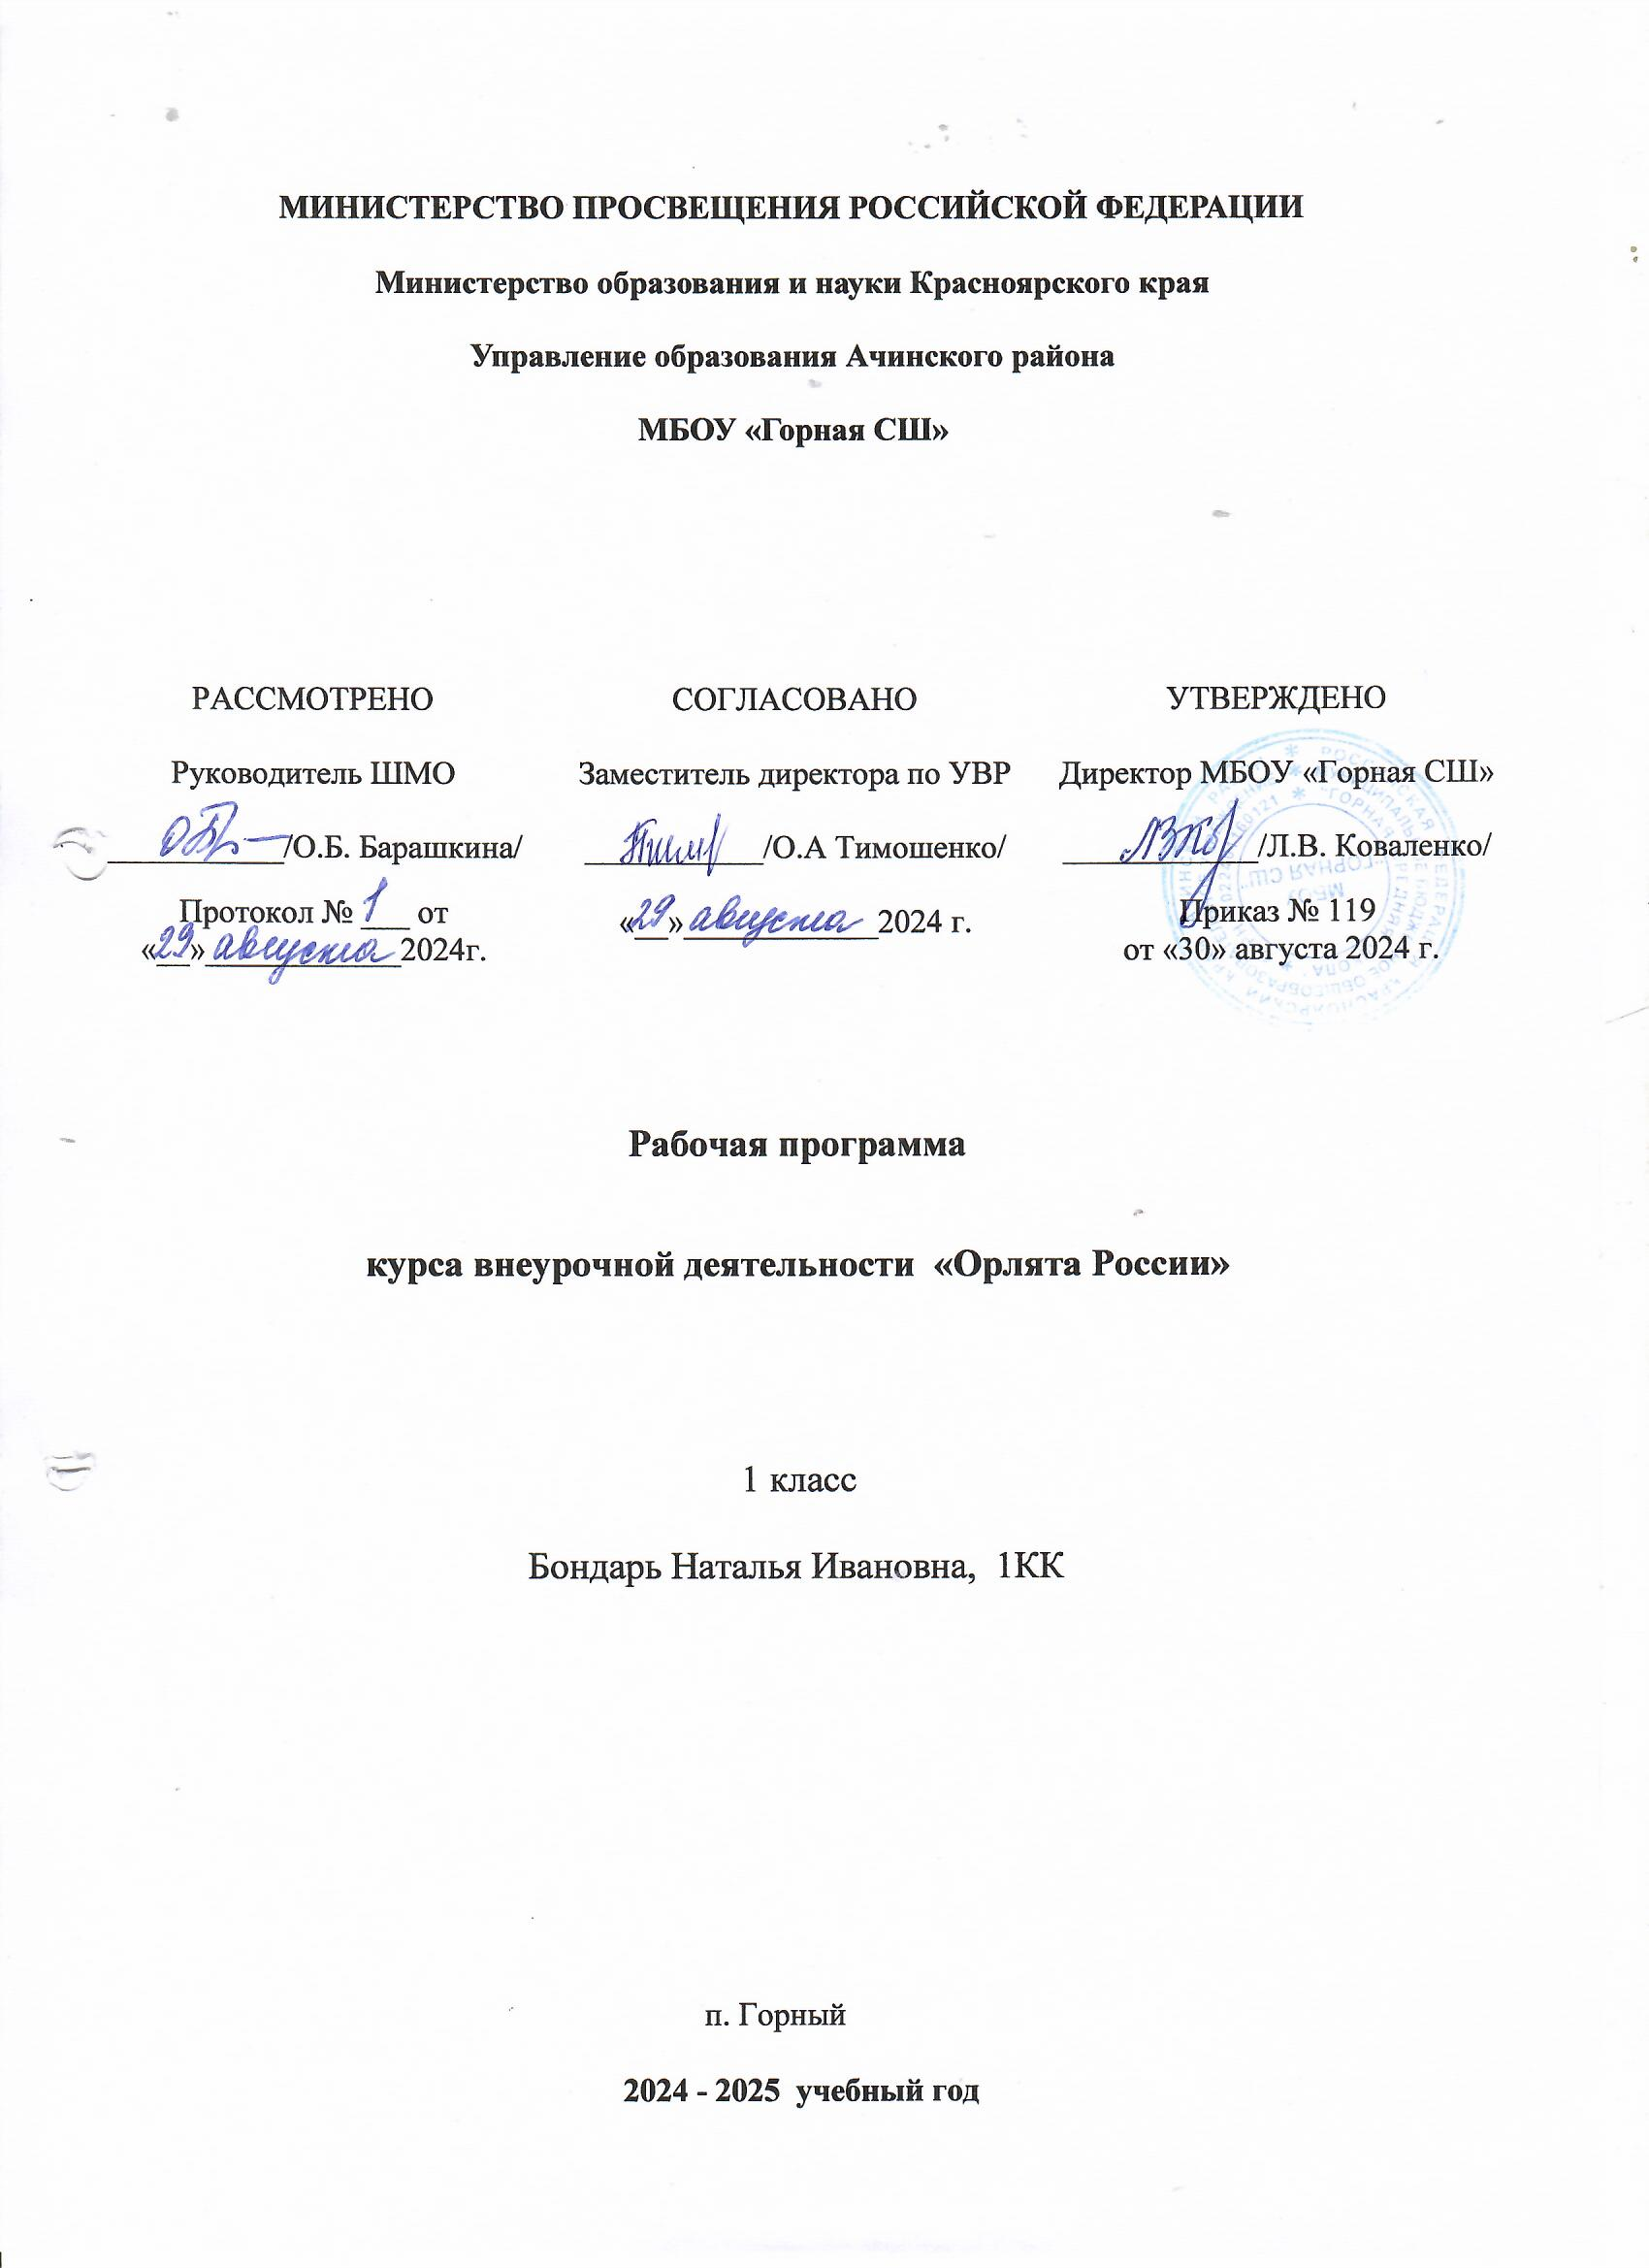 МИНИСТЕРСТВО ПРОСВЕЩЕНИЯ РОССИЙСКОЙ ФЕДЕРАЦИИ
Министерство образования и науки Красноярского края
Управление образования Ачинского района
МБОУ «Горная СШ»
РАССМОТРЕНО
Руководитель ШМО
/О.Б. Барашкина/
Протокол № 1 от
«29» августа 2024г.
СОГЛАСОВАНО
Заместитель директора по УВР
/О.А Тимошенко/
«29» августа 2024 г.
УТВЕРЖДЕНО
Директор МБОУ «Горная СШ»
/Л.В. Коваленко/
Приказ № 119
от «30» августа 2024 г.
Рабочая программа
курса внеурочной деятельности «Орлята России»
1 класс
Бондарь Наталья Ивановна, 1КК
п. Горный
2024 - 2025 учебный год